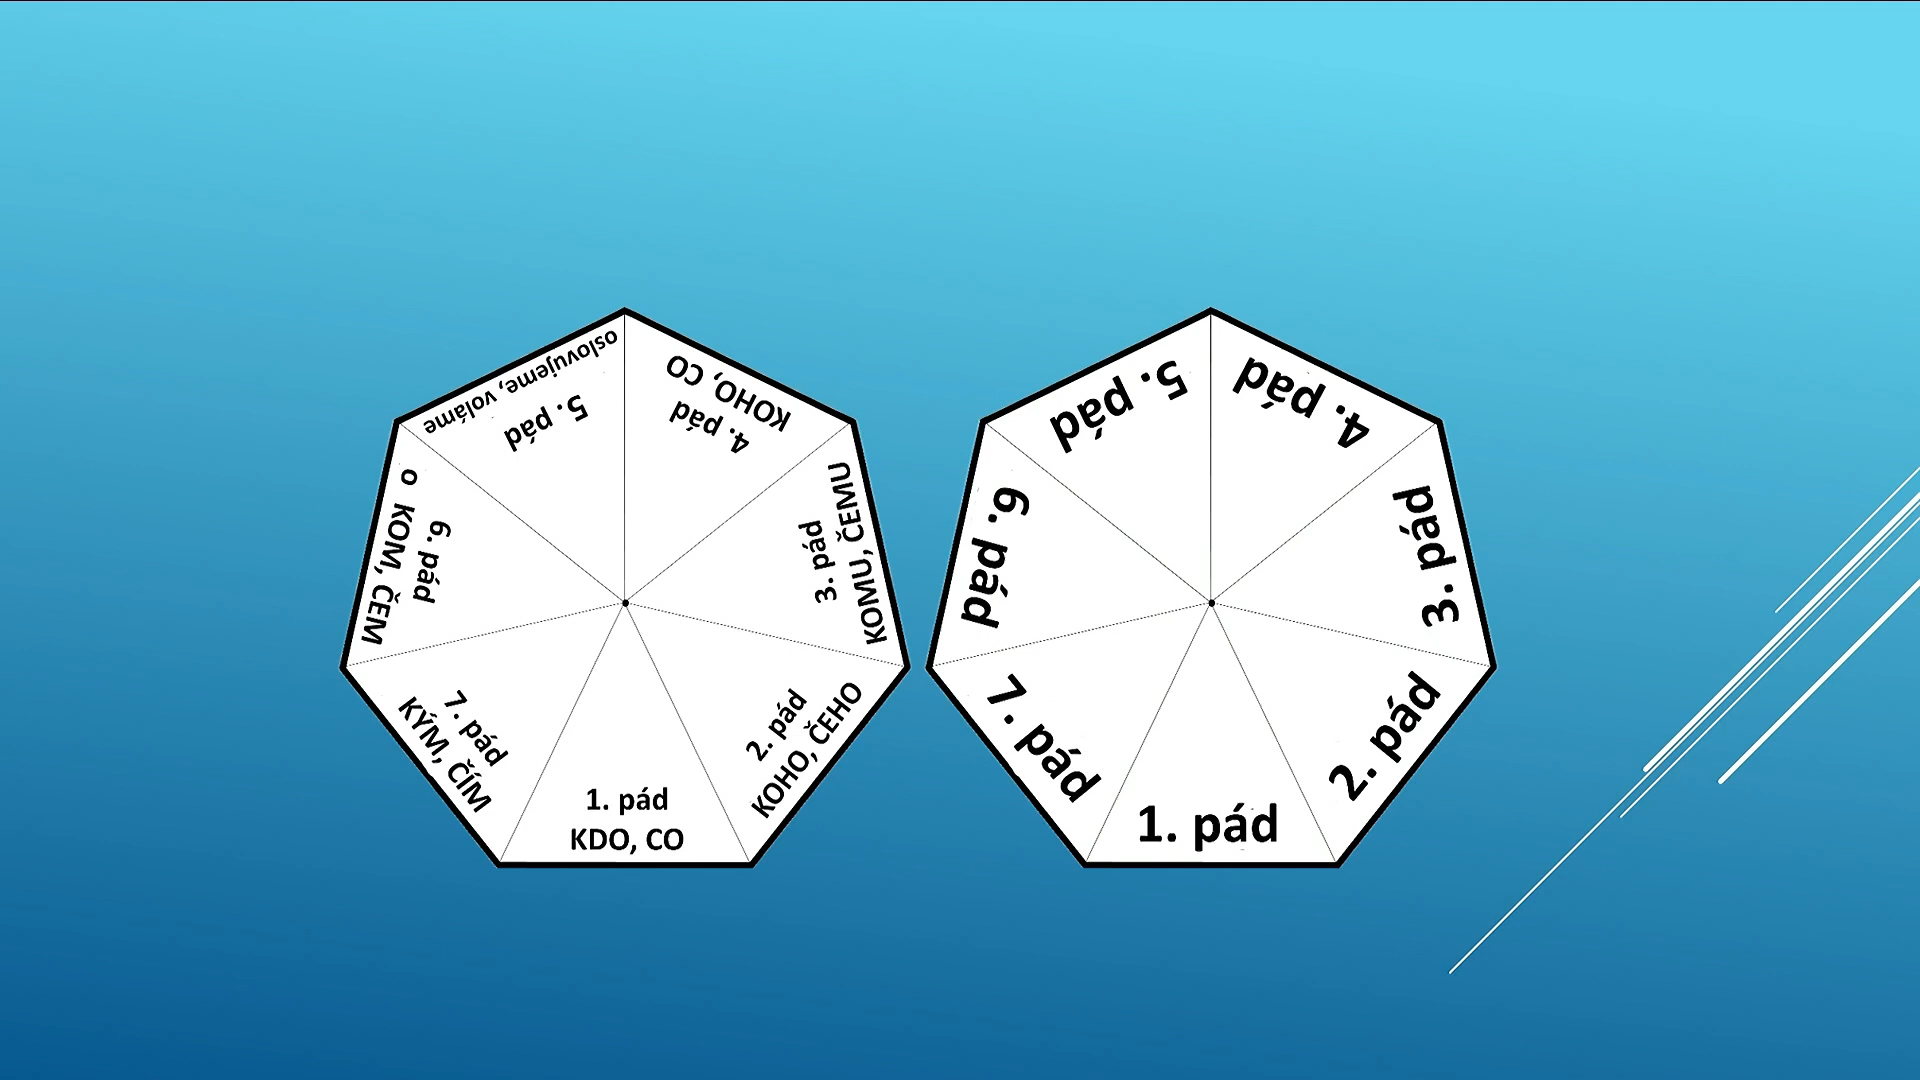 1. pád
KDO, CO
2. pád
KOHO, ČEHO
3. pád
KOMU, ČEMU
4. pád
KOHO, CO
5. pád
oslovujeme, voláme
6. pád
o KOM, ČEM
7. pád
KÝM, ČÍM
1. pád
2. pád
3. pád
4. pád
5. pád
6. pád
7. pád